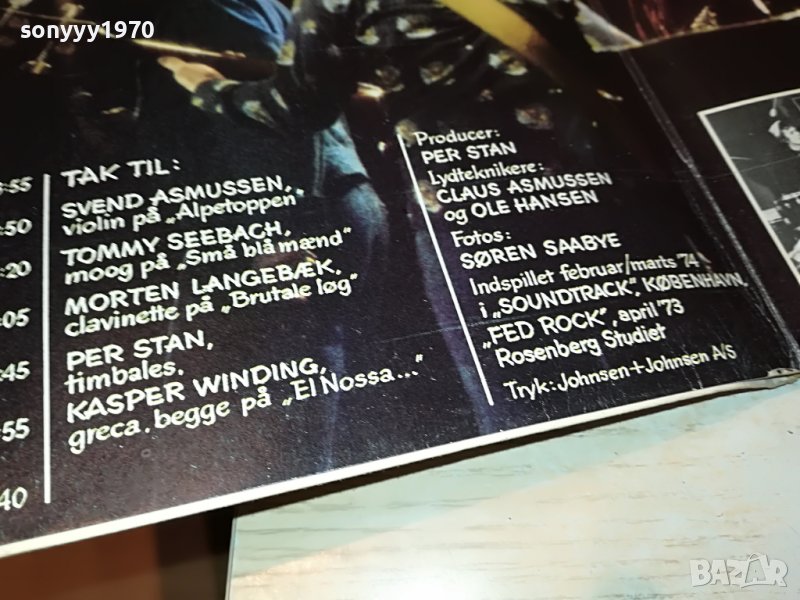 sonyyy1970
:55
:50
:20
:05
:45
:55
40
TAK TIL:
SVEND ASMUSSEN,
violin på „Alpetoppen"
TOMMY SEEBACH,
moog på „Små blå mænd"
MORTEN LANGEBÆK,
clavinette på „Brutale løg"
PER STAN,
timbales.
KASPER WINDING,
greca. begge på „El Nossa..."
Producer:
PER STAN
Lydteknikere:
CLAUS ASMUSSEN
og OLE HANSEN
Fotos:
SØREN SAABYE
Indspillet februar/marts '74
i „SOUNDTRACK", KØBENHAVN,
„FED ROCK", april '73
Rosenberg Studiet
Tryk: Johnsen+Johnsen A/S
BAZAR